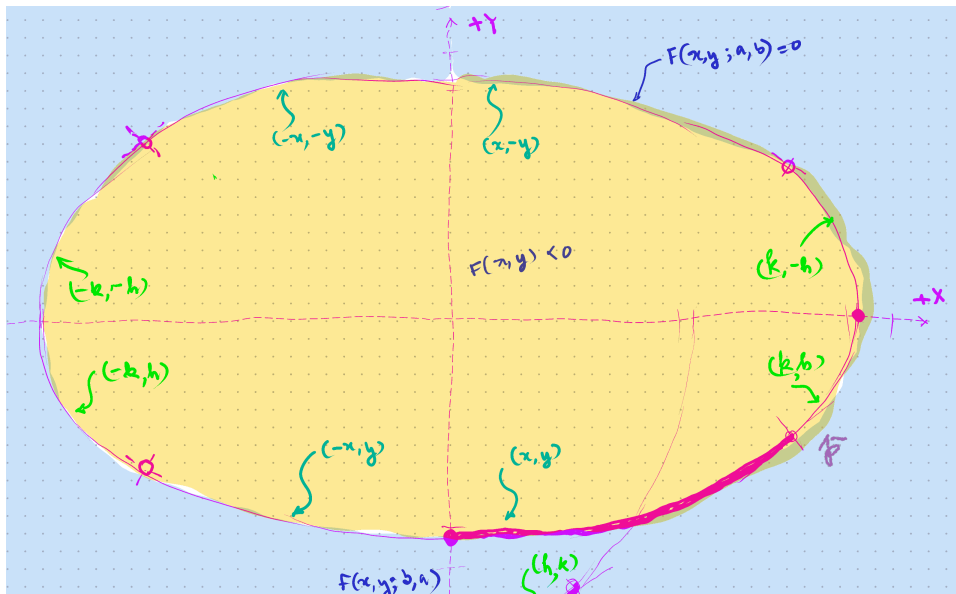 +Y
F(x,y ; a,b)=0
(-x,-y)
(x,-y)
F(x,y) <0
(k,-h)
(-k,-h)
+X
(-k,h)
(k,h)
(-x,y)
(x,y)
(h,k)
F(x,y; b,a)